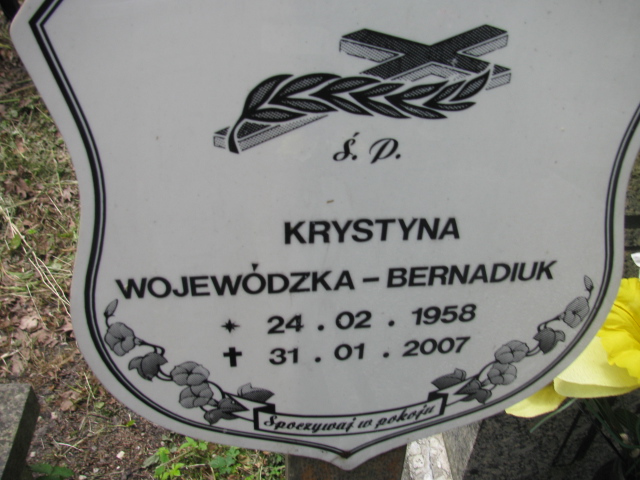 Ś. P.
KRYSTYNA
WOJEWÓDZKA - BERNADIUK
24 . 02 . 1958
✝ 31 . 01 . 2007
Spoczywaj w pokoju